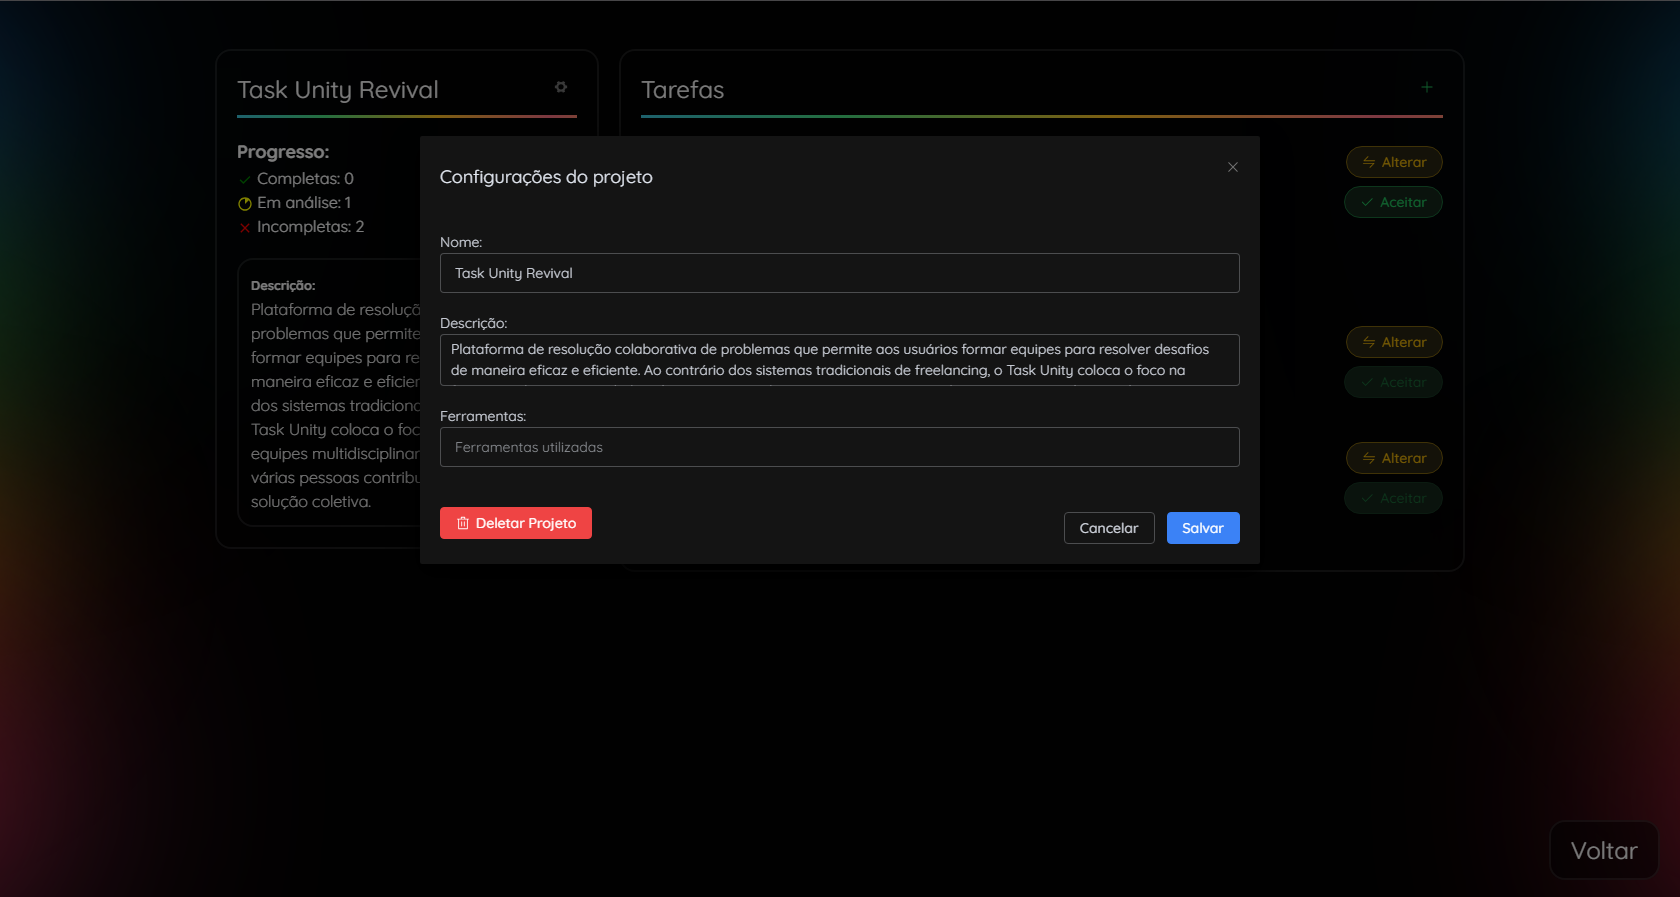 Task Unity Revival
Progresso:
Completas: 0
Em análise: 1
Incompletas: 2
Descrição:
Plataforma de resoluçã
problemas que permite
formar equipes para re
maneira eficaz e eficien
dos sistemas tradiciona
Task Unity coloca o foc
equipes multidisciplinar
várias pessoas contribu
solução coletiva.
Tarefas
Alterar
Aceitar
Alterar
Aceitar
Alterar
Aceitar
Configurações do projeto
Nome:
Task Unity Revival
Descrição:
Plataforma de resolução colaborativa de problemas que permite aos usuários formar equipes para resolver desafios
de maneira eficaz e eficiente. Ao contrário dos sistemas tradicionais de freelancing, o Task Unity coloca o foco na
Ferramentas:
Ferramentas utilizadas
Deletar Projeto
Cancelar
Salvar
Voltar